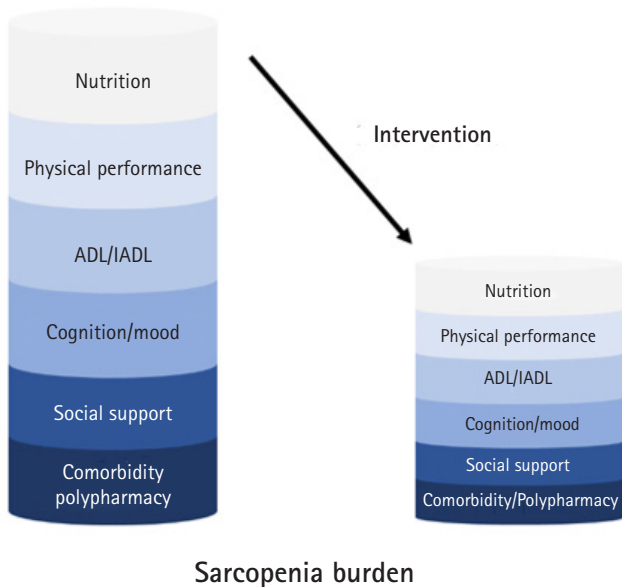 Nutrition
Physical performance
ADL/IADL
Cognition/mood
Social support
Comorbidity
polypharmacy
Intervention
Nutrition
Physical performance
ADL/IADL
Cognition/mood
Social support
Comorbidity/Polypharmacy
Sarcopenia burden